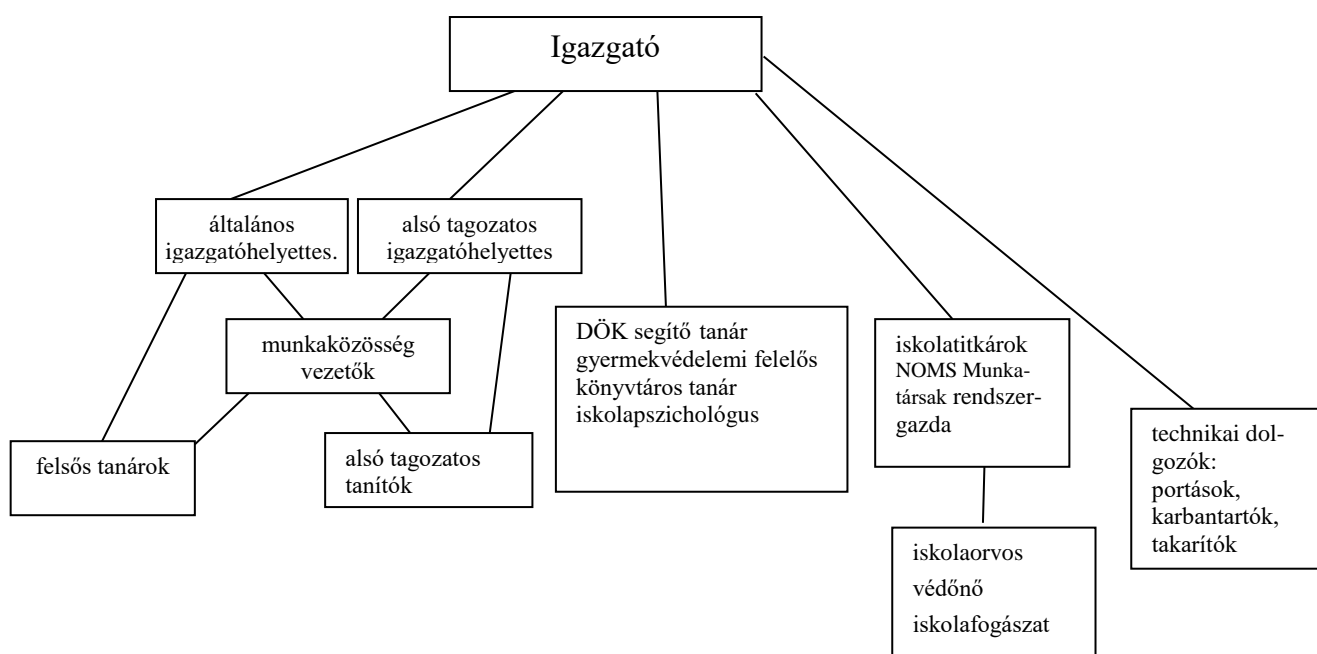 Igazgató
általános
igazgatóhelyettes.
alsó tagozatos
igazgatóhelyettes
munkaközösség
vezetők
felsős tanárok
alsó tagozatos
tanítók
DÖK segítő tanár
gyermekvédelemi felelős
könyvtáros tanár
iskolapszichológus
iskolatitkárok
NOMS Munka-
társak rendszer-
gazda
iskolaorvos
védőnő
iskolafogászat
technikai dol-
gozók:
portások,
karbantartók,
takarítók